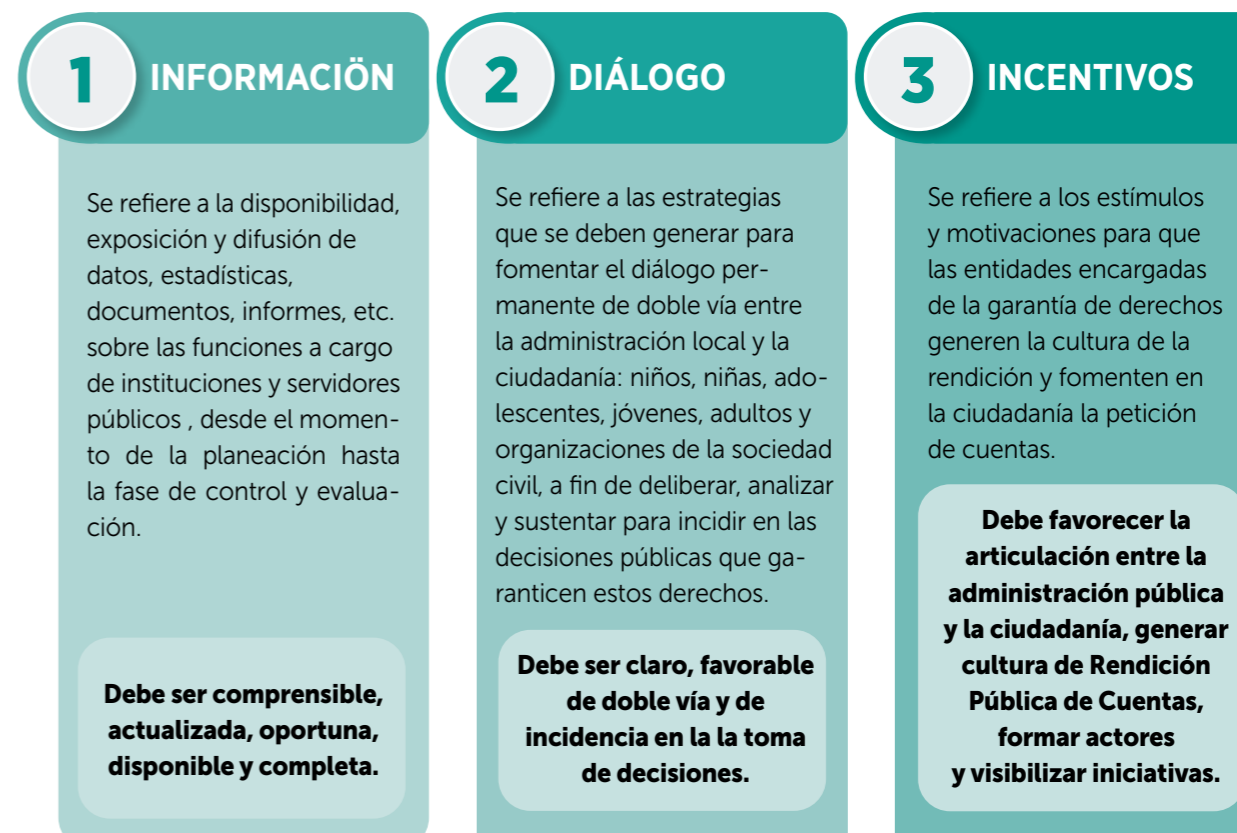 1 INFORMACIÖN
Se refiere a la disponibilidad,
exposición y difusión de
datos, estadísticas,
documentos, informes, etc.
sobre las funciones a cargo
de instituciones y servidores
públicos , desde el momen-
to de la planeación hasta
la fase de control y evalua-
ción.
Debe ser comprensible,
actualizada, oportuna,
disponible y completa.
2 DIÁLOGO
Se refiere a las estrategias
que se deben generar para
fomentar el diálogo per-
manente de doble vía entre
la administración local y la
ciudadanía: niños, niñas, ado-
lescentes, jóvenes, adultos y
organizaciones de la sociedad
civil, a fin de deliberar, analizar
y sustentar para incidir en las
decisiones públicas que ga-
ranticen estos derechos.
Debe ser claro, favorable
de doble vía y de
incidencia en la la toma
de decisiones.
3 INCENTIVOS
Se refiere a los estímulos
y motivaciones para que
las entidades encargadas
de la garantía de derechos
generen la cultura de la
rendición y fomenten en
la ciudadanía la petición
de cuentas.
Debe favorecer la
articulación entre la
administración pública
y la ciudadanía, generar
cultura de Rendición
Pública de Cuentas,
formar actores
y visibilizar iniciativas.